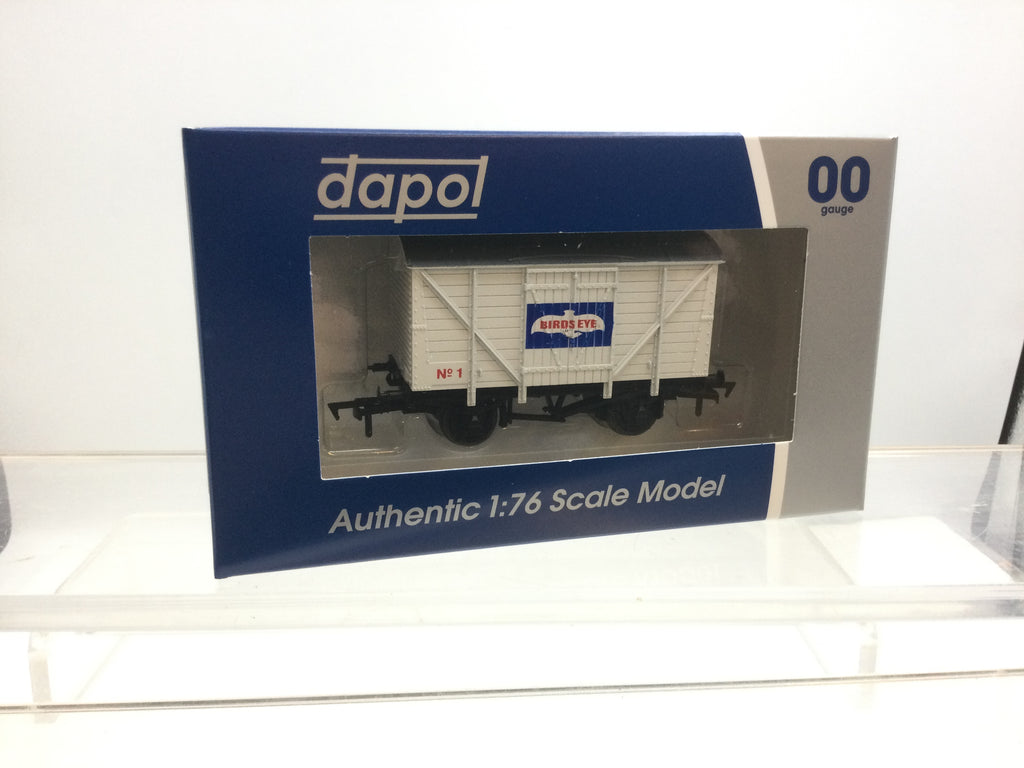 dapol
00
gauge
BIRDS EYE
Nº 1
Authentic 1:76 Scale Model